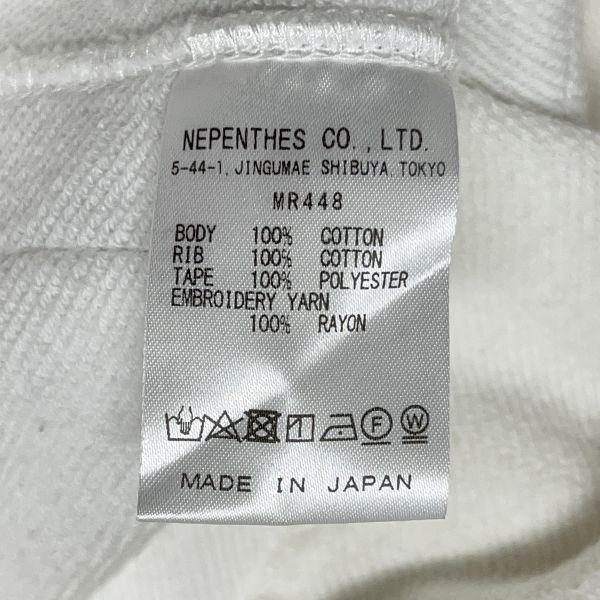 NEPENTHES CO., LTD.
5-44-1, JINGUMAE SHIBUYA, TOKYO
MR448
BODY 100% COTTON
RIB 100% COTTON
TAPE 100% POLYESTER
EMBROIDERY YARN
100% RAYON
F W
MADE IN JAPAN